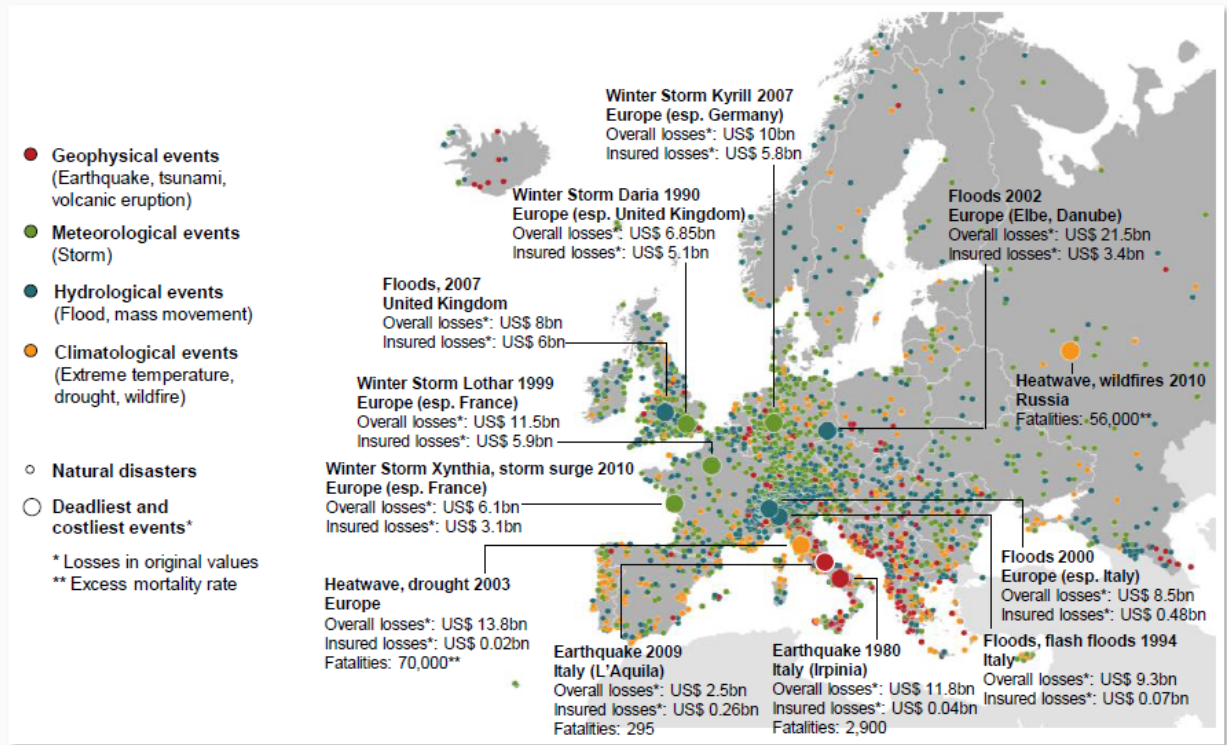 Geophysical events
(Earthquake, tsunami,
volcanic eruption)
Meteorological events
(Storm)
Hydrological events
(Flood, mass movement)
Climatological events
(Extreme temperature,
drought, wildfire)
Natural disasters
Deadliest and
costliest events*
* Losses in original values
** Excess mortality rate
Winter Storm Kyrill 2007
Europe (esp. Germany)
Overall losses*: US$ 10bn
Insured losses*: US$ 5.8bn
Winter Storm Daria 1990
Europe (esp. United Kingdom)
Overall losses*: US$ 6.85bn
Insured losses*: US$ 5.1bn
Floods 2002
Europe (Elbe, Danube)
Overall losses*: US$ 21.5bn
Insured losses*: US$ 3.4bn
Floods, 2007
United Kingdom
Overall losses*: US$ 8bn
Insured losses*: US$ 6bn
Winter Storm Lothar 1999
Europe (esp. France)
Overall losses*: US$ 11.5bn
Insured losses*: US$ 5.9bn
Heatwave, wildfires 2010
Russia
Fatalities: 56,000**
Winter Storm Xynthia, storm surge 2010
Europe (esp. France)
Overall losses*: US$ 6.1bn
Insured losses*: US$ 3.1bn
Heatwave, drought 2003
Europe
Overall losses*: US$ 13.8bn
Insured losses*: US$ 0.02bn
Fatalities: 70,000**
Earthquake 2009
Italy (L'Aquila)
Overall losses*: US$ 2.5bn
Insured losses*: US$ 0.26bn
Fatalities: 295
Earthquake 1980
Italy (Irpinia)
Overall losses*: US$ 11.8bn
Insured losses*: US$ 0.04bn
Fatalities: 2,900
Floods 2000
Europe (esp. Italy)
Overall losses*: US$ 8.5bn
Insured losses*: US$ 0.48bn
Floods, flash floods 1994
Italy
Overall losses*: US$ 9.3bn
Insured losses*: US$ 0.07bn